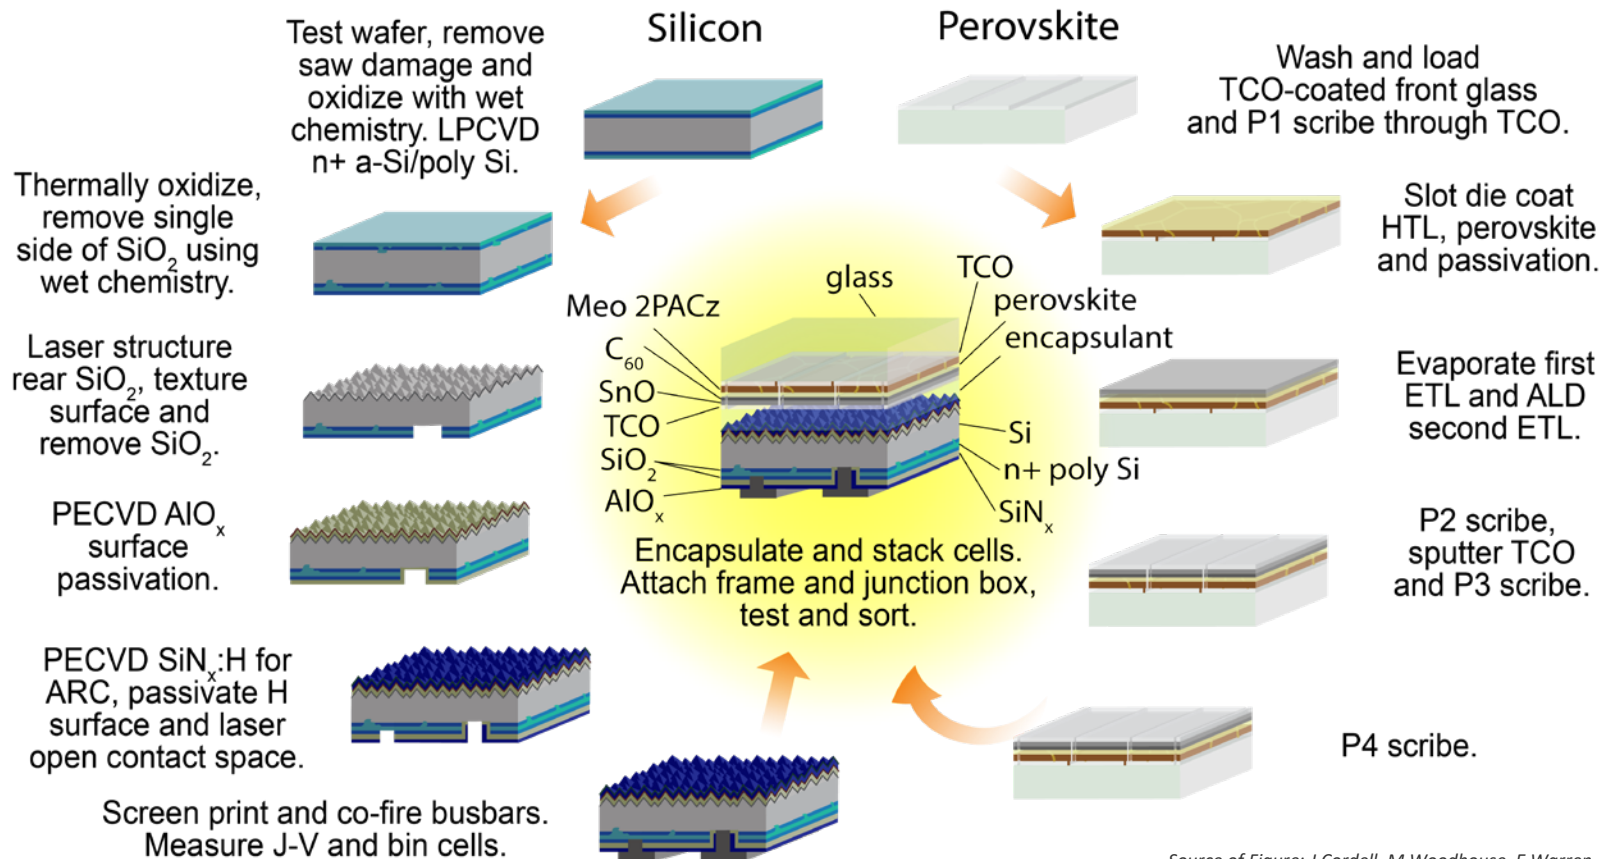 Silicon
Perovskite
Test wafer, remove
saw damage and
oxidize with wet
chemistry. LPCVD
n+ a-Si/poly Si.
Thermally oxidize,
remove single
side of SiO₂ using
wet chemistry.
Laser structure
rear SiO₂, texture
surface and
remove SiO₂.
PECVD AlOₓ
surface
passivation.
PECVD SiNₓ:H for
ARC, passivate H
surface and laser
open contact space.
Screen print and co-fire busbars.
Measure J-V and bin cells.
Wash and load
TCO-coated front glass
and P1 scribe through TCO.
Slot die coat
HTL, perovskite
and passivation.
Evaporate first
ETL and ALD
second ETL.
P2 scribe,
sputter TCO
and P3 scribe.
P4 scribe.
glass
TCO
perovskite
encapsulant
Meo 2PACz
C₆₀
SnO
TCO
SiO₂
AlOₓ
Si
n+ poly Si
SiNₓ
Encapsulate and stack cells.
Attach frame and junction box,
test and sort.
Source of Figure: J Cordell, M Woodhouse, E Warren